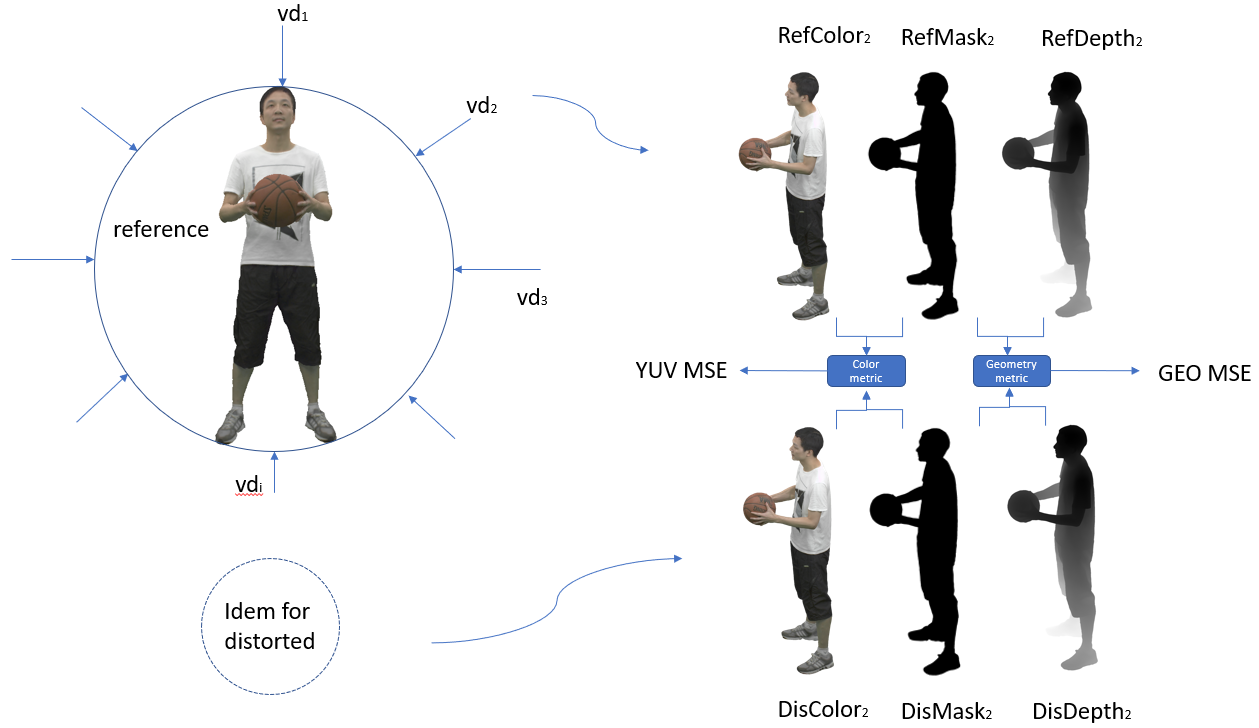 vd1
vd2
reference
vd3
vdi
Idem for
distorted
RefColor2
RefMask2
RefDepth2
YUV MSE
Color
metric
Geometry
metric
GEO MSE
DisColor2
DisMask2
DisDepth2